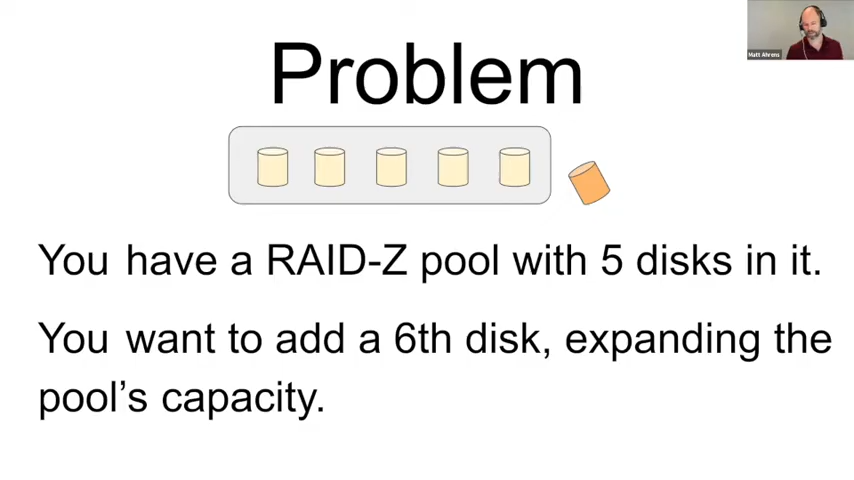 Problem
Matt Ahrens
You have a RAID-Z pool with 5 disks in it.
You want to add a 6th disk, expanding the
pool’s capacity.